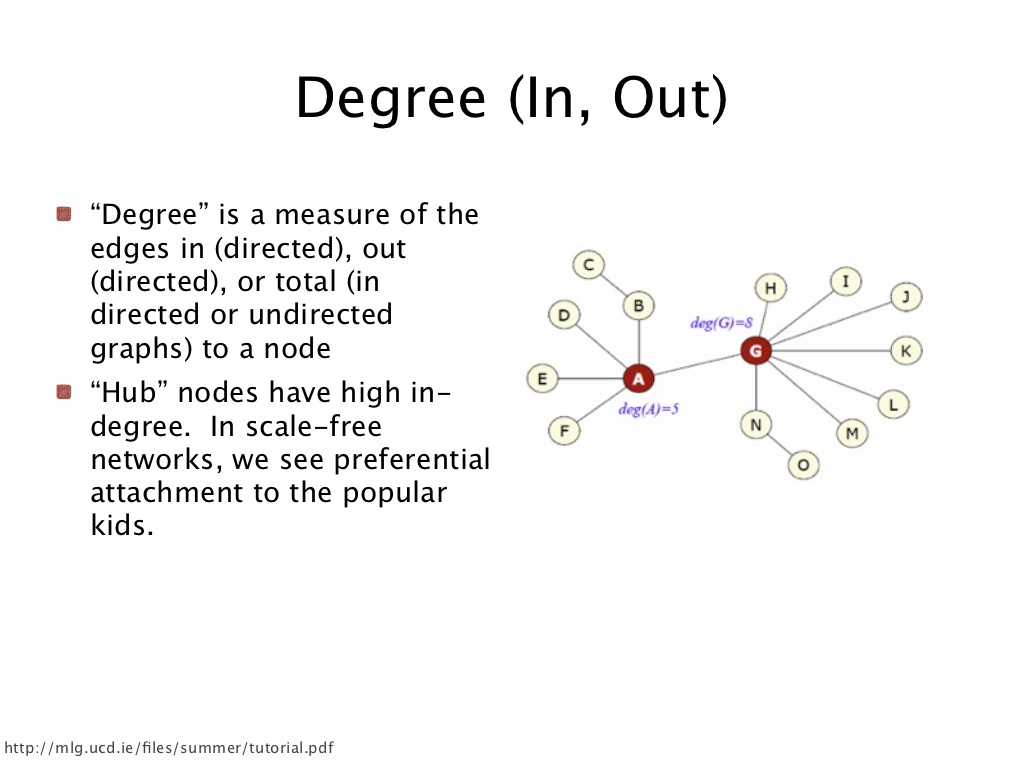 Degree (In, Out)
“Degree” is a measure of the
edges in (directed), out
(directed), or total (in
directed or undirected
graphs) to a node
“Hub” nodes have high in-
degree.  In scale-free
networks, we see preferential
attachment to the popular
kids.
C
B
D
E
A
F
deg(A)=5
H
I
J
deg(G)=8
G
K
L
N
M
O
http://mlg.ucd.ie/files/summer/tutorial.pdf